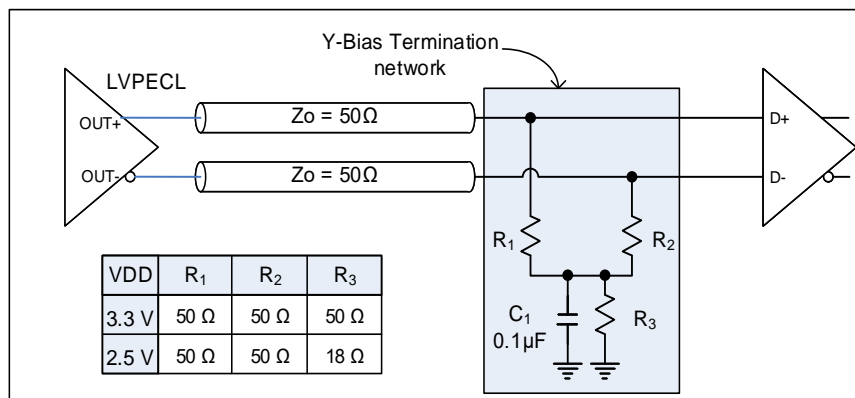 Y-Bias Termination
network
LVPECL
OUT+
Zo = 50Ω
D+
OUT-
Zo = 50Ω
D-
R1
R2
VDD R1 R2 R3
3.3 V 50 Ω 50 Ω 50 Ω
2.5 V 50 Ω 50 Ω 18 Ω
C1
0.1µF
R3